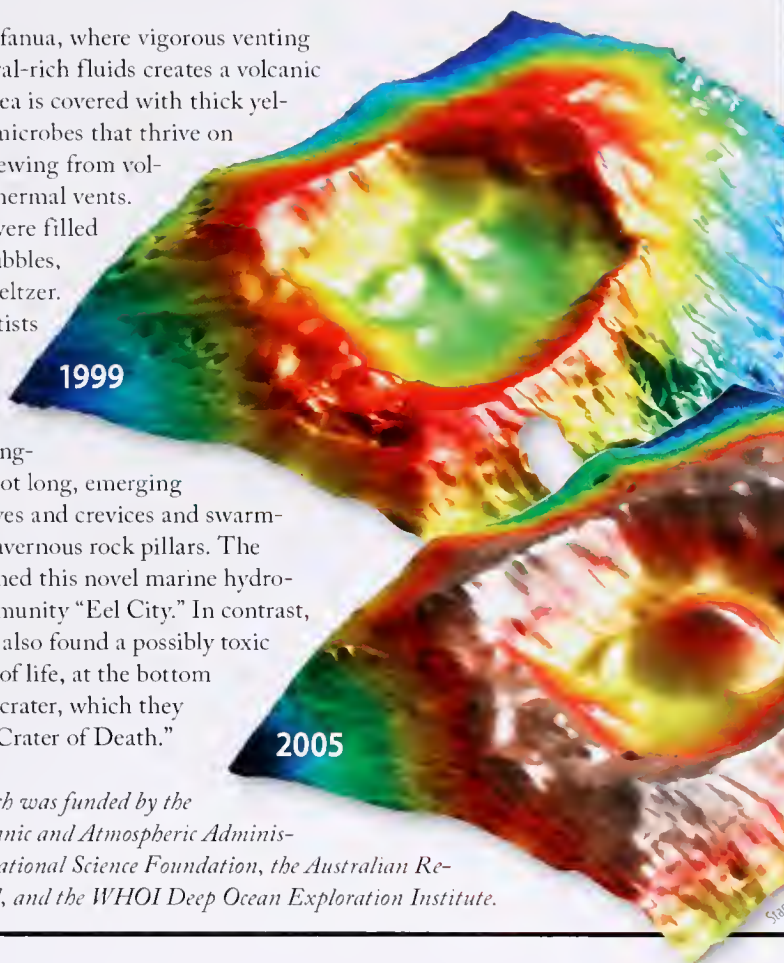 fanua, where vigorous venting
al-rich fluids creates a volcanic
ea is covered with thick yel-
microbes that thrive on
ewing from vol-
hermal vents.
were filled
ubbles,
eltzer.
tists
1999
ng-
ot long, emerging
ves and crevices and swarm-
avernous rock pillars. The
ned this novel marine hydro-
munity “Eel City.” In contrast,
also found a possibly toxic
of life, at the bottom
crater, which they
Crater of Death.”
2005
h was funded by the
anic and Atmospheric Adminis-
ational Science Foundation, the Australian Re-
l, and the WHOI Deep Ocean Exploration Institute.